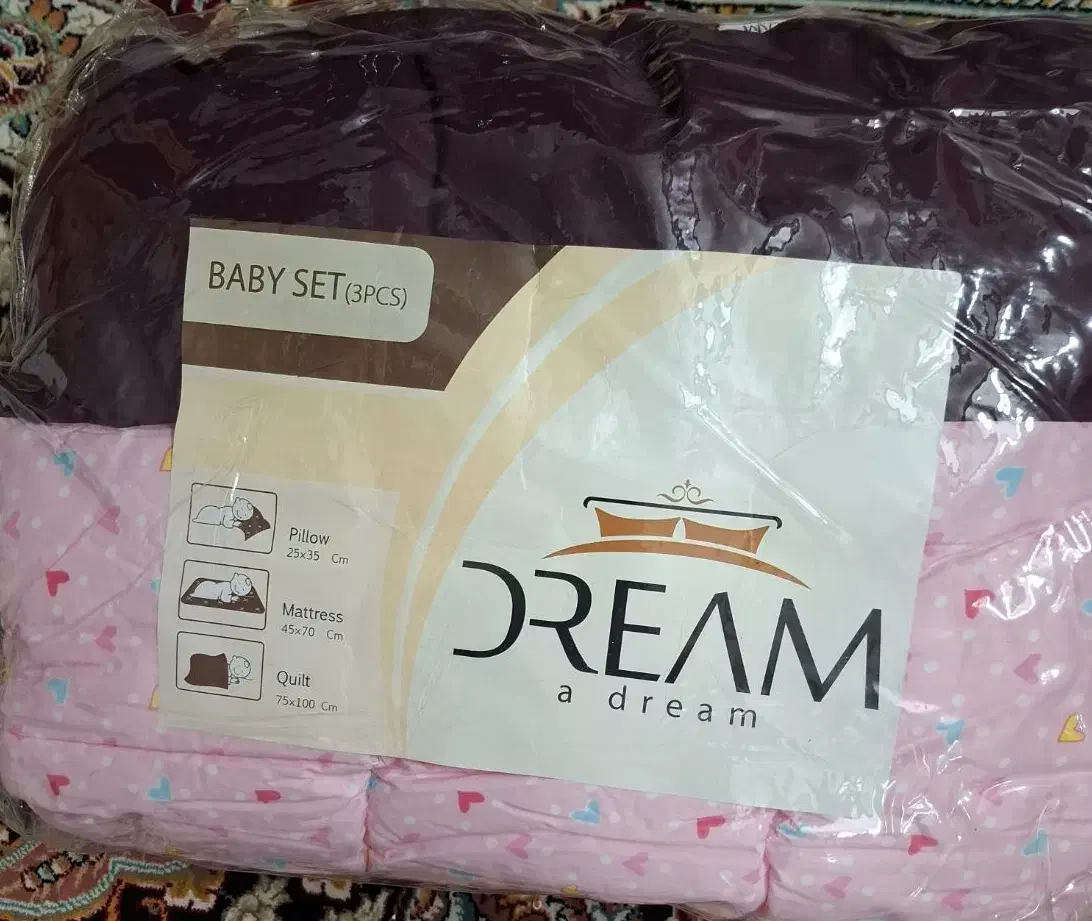 BABY SET(3PCS)
Pillow
25x35 Cm
Mattress
45x70 Cm
Quilt
75x100 Cm
DREAM
a dream